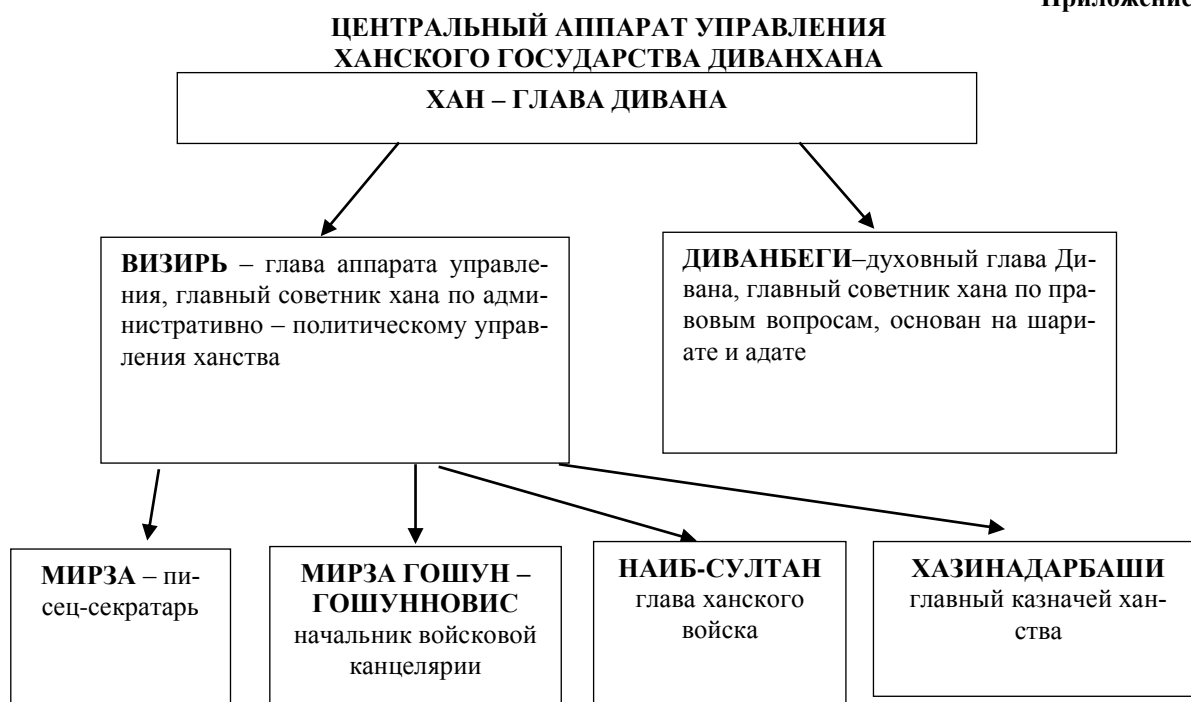 Приложение
ЦЕНТРАЛЬНЫЙ АППАРАТ УПРАВЛЕНИЯ
ХАНСКОГО ГОСУДАРСТВА ДИВАНХАНА
ХАН – ГЛАВА ДИВАНА
ВИЗИРЬ – глава аппарата управле-
ния, главный советник хана по адми-
нистративно – политическому управ-
ления ханства
ДИВАНБЕГИ–духовный глава Ди-
вана, главный советник хана по пра-
вовым вопросам, основан на шари-
ате и адате
МИРЗА – пи-
сец-секратарь
МИРЗА ГОШУН –
ГОШУННОВИС
начальник войсковой
канцелярии
НАИБ-СУЛТАН
глава ханского
войска
ХАЗИНАДАРБАШИ
главный казначей хан-
ства